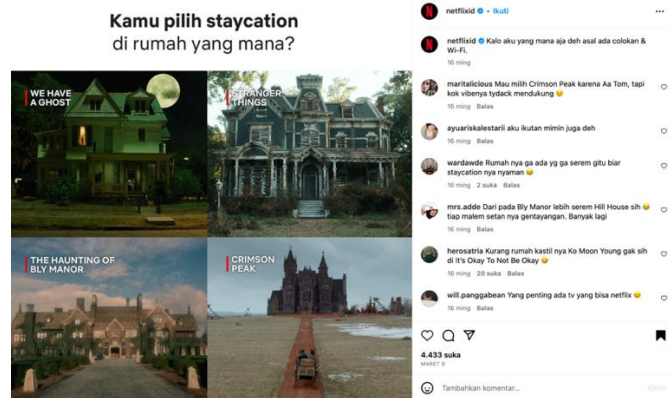 Kamu pilih staycation
di rumah yang mana?
WE HAVE
A GHOST
STRANGER
THINGS
THE HAUNTING OF
BLY MANOR
CRIMSON
PEAK
netflixid • Ikuti
netflixid Kalo aku yang mana aja deh asal ada colokan &
Wi-Fi.
16 ming
maritalicious Mau milih Crimson Peak karena Aa Tom, tapi
kok vibenya tydack mendukung 😔
16 ming Balas
ayuariskalestarii aku ikutan mimin juga deh
16 ming Balas
wardawde Rumah nya ga ada yg ga serem gitu biar
staycation nya nyaman 😂
16 ming 2 suka Balas
mrs.adde Dari pada Bly Manor lebih serem Hill House sih 😂
tiap malem setan nya gentayangan. Banyak lagi
16 ming Balas
herosatria Kurang rumah kastil nya Ko Moon Young gak sih
di It's Okay To Not Be Okay 😔
16 ming 20 suka Balas
will.panggabean Yang penting ada tv yang bisa netflix 😔
16 ming Balas
4.433 suka
MARET 9
Tambahkan komentar...
Kirim